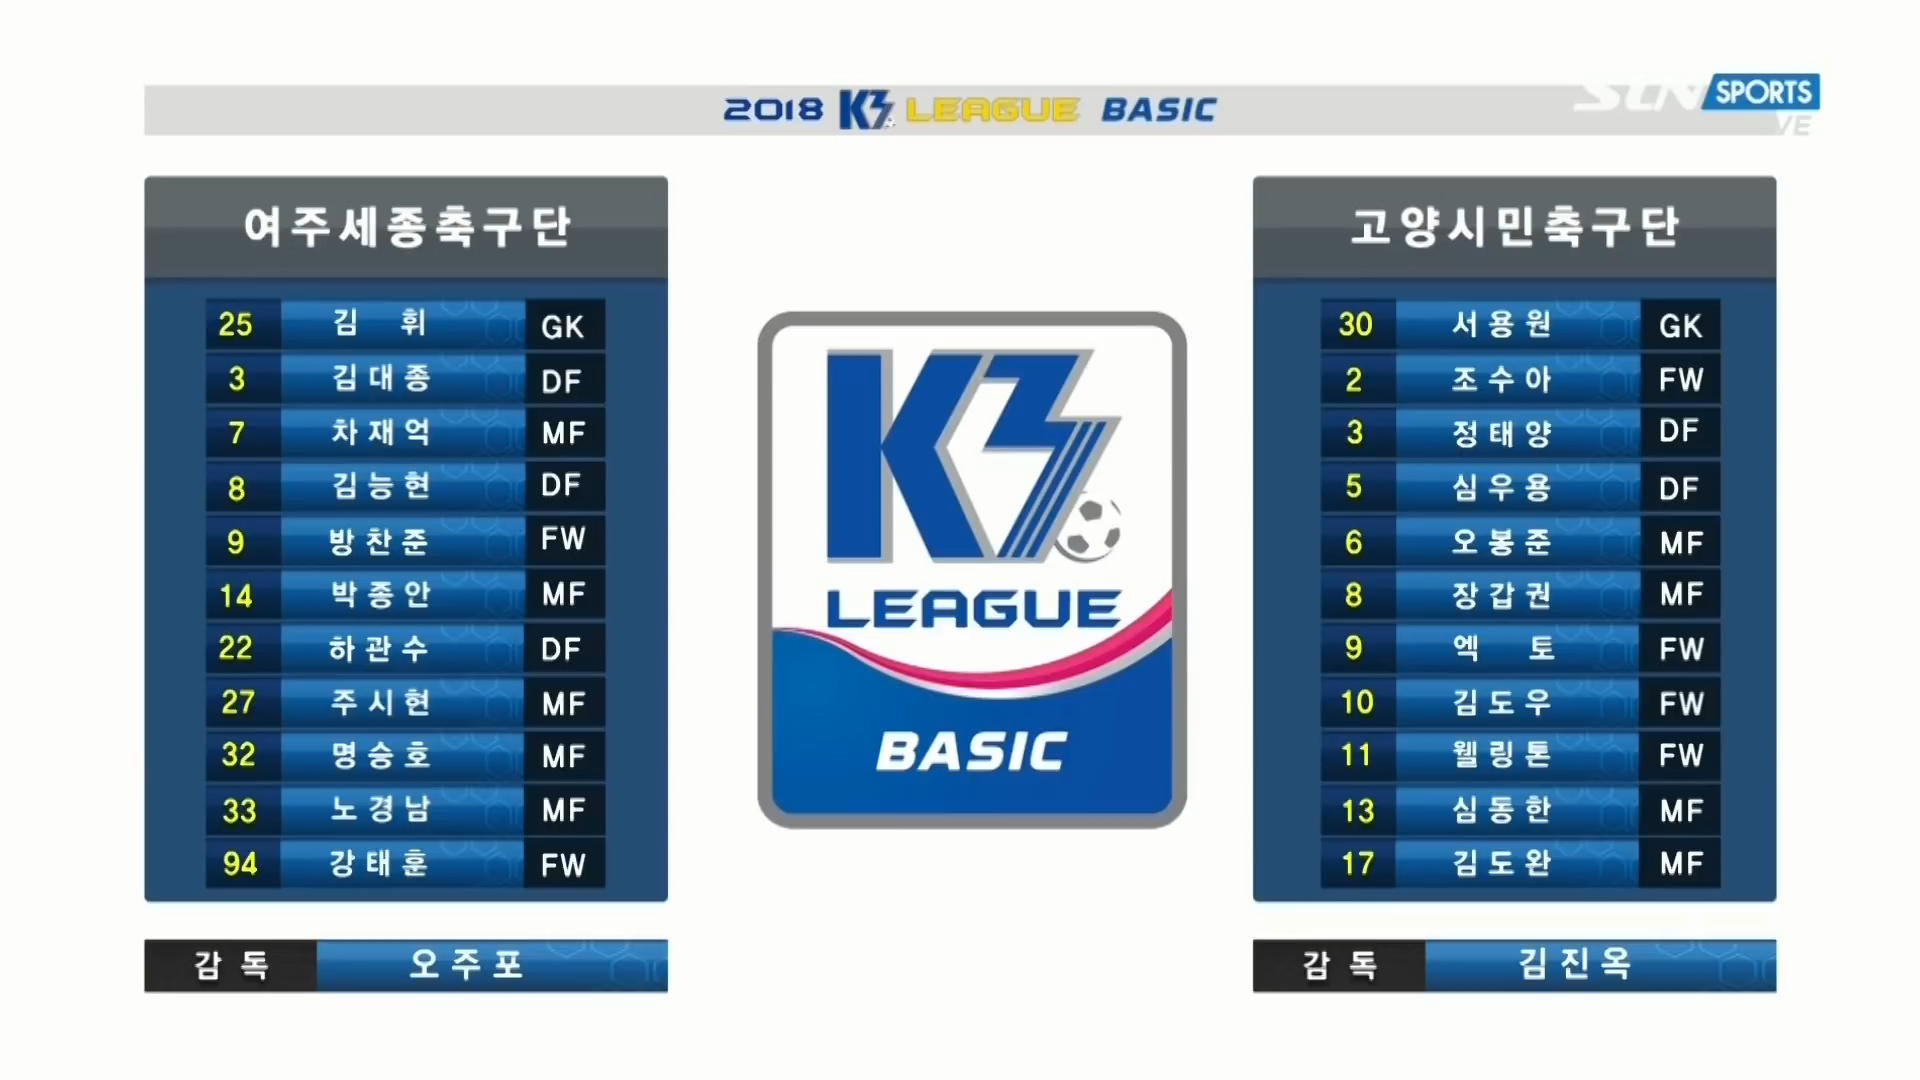 2018 K3 LEAGUE BASIC
STN SPORTS
여주세종축구단
25 김 휘 GK
3 김대종 DF
7 차재억 MF
8 김능현 DF
9 방찬준 FW
14 박종안 MF
22 하관수 DF
27 주시현 MF
32 명승호 MF
33 노경남 MF
94 강태훈 FW
감독 오주포
K3
LEAGUE
BASIC
고양시민축구단
30 서용원 GK
2 조수아 FW
3 정태양 DF
5 심우용 DF
6 오봉준 MF
8 장갑권 MF
9 엑 토 FW
10 김도우 FW
11 웰링톤 FW
13 심동한 MF
17 김도완 MF
감독 김진옥